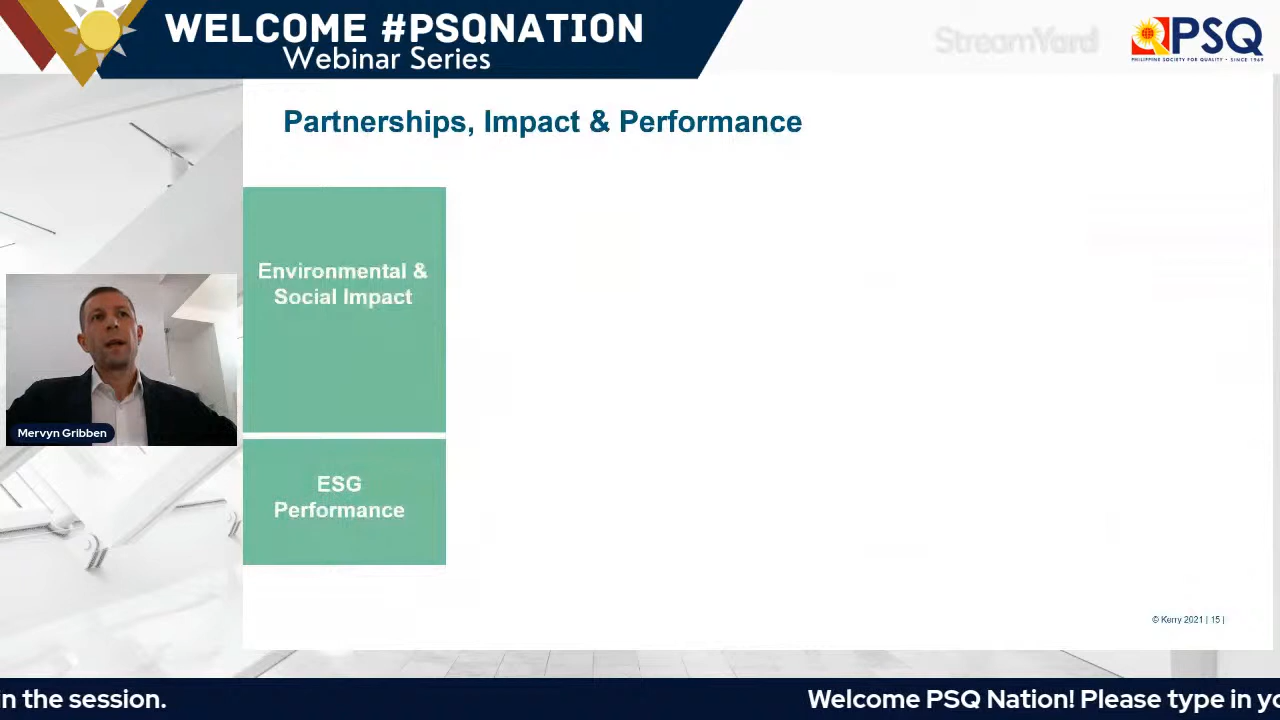 WELCOME #PSQNATION
Webinar Series
StreamYard
PSQ
PHILIPPINE SOCIETY FOR QUALITY • SINCE 1969
Partnerships, Impact & Performance
Environmental &
Social Impact
Mervyn Gribben
ESG
Performance
© Kerry 2021 | 15 |
n the session.
Welcome PSQ Nation! Please type in yo